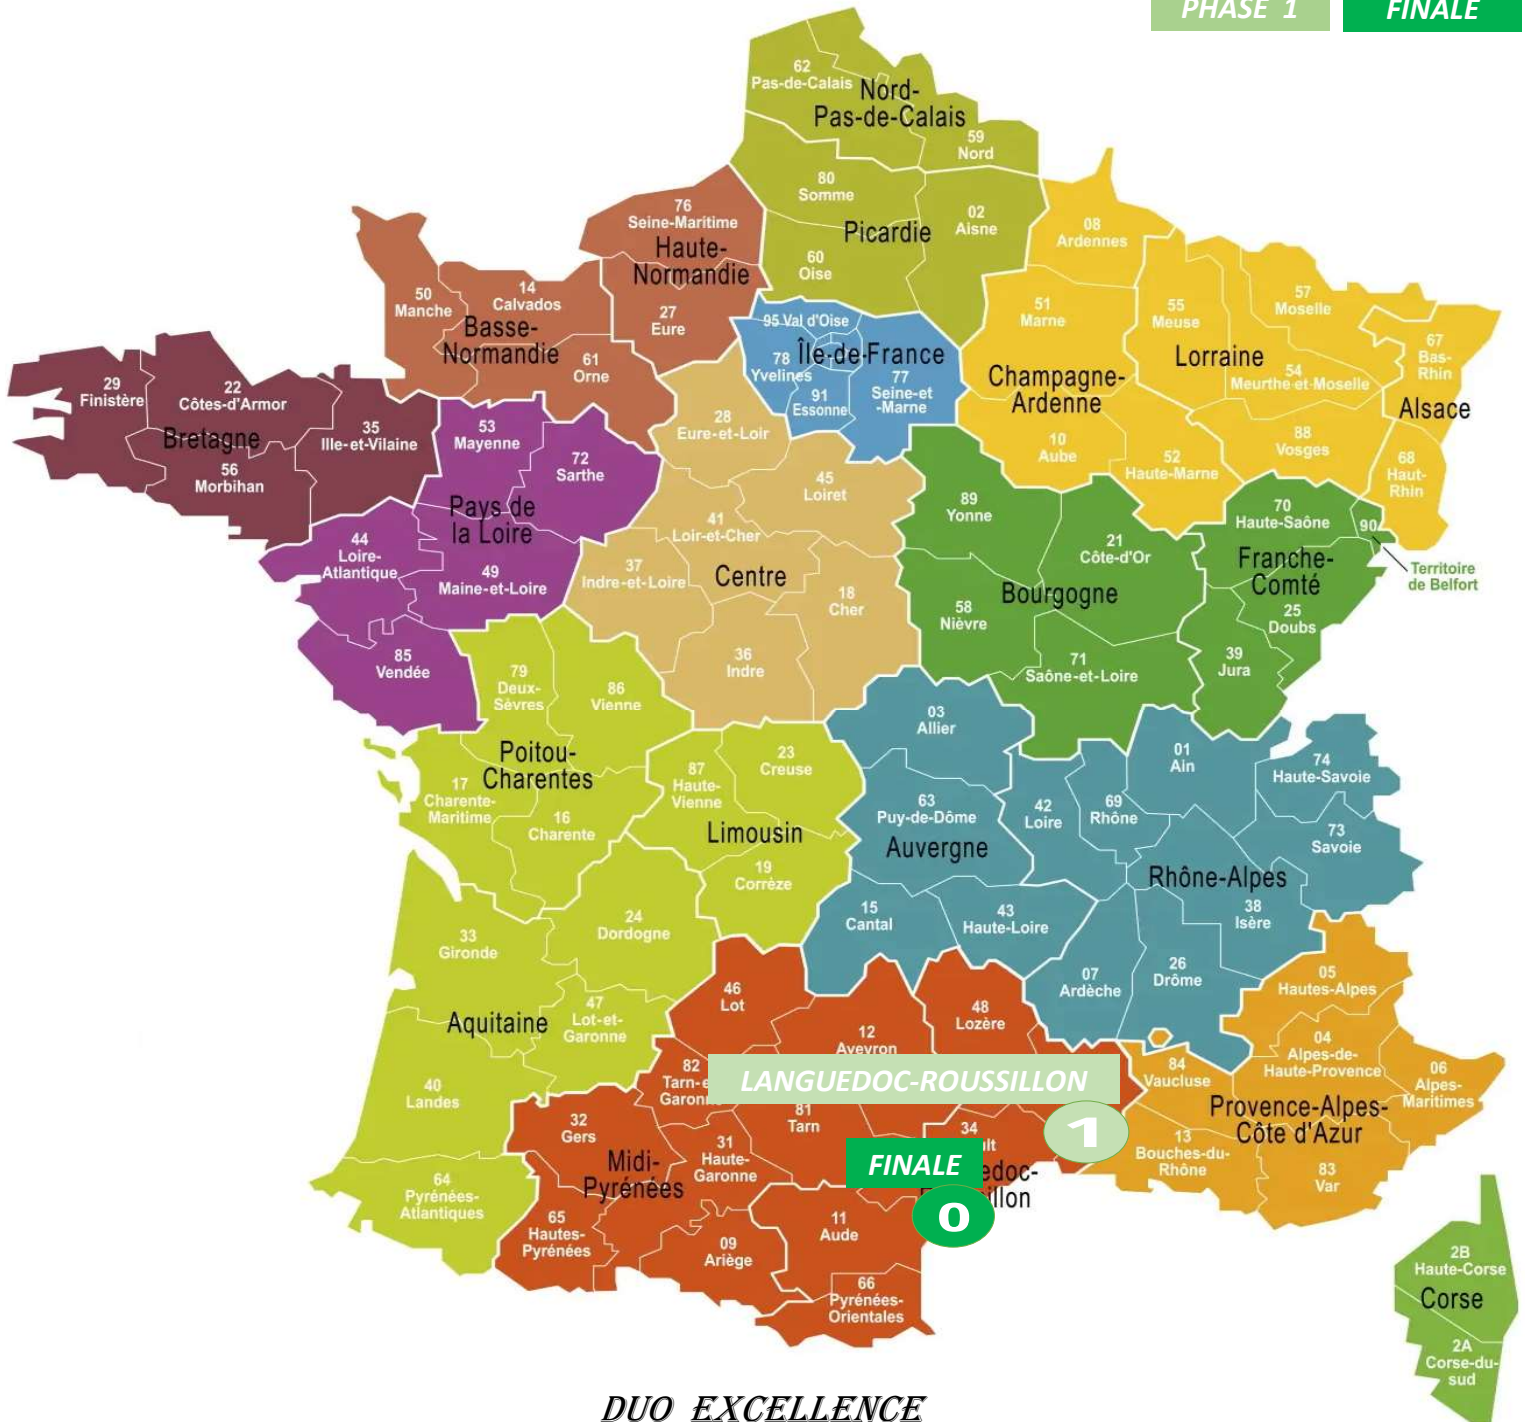 PHASE 1
FINALE
62
Pas-de-Calais
Nord-
Pas-de-Calais
59
Nord
80
Somme
02
Aisne
Picardie
60
Oise
76
Seine-Maritime
Haute-
Normandie
27
Eure
08
Ardennes
51
Marne
55
Meuse
57
Moselle
67
Bas-
Rhin
Lorraine
54
Meurthe et-Moselle
Champagne-
Ardenne
Alsace
10
Aube
52
Haute-Marne
88
Vosges
68
Haut-
Rhin
50
Manche
14
Calvados
Basse-
Normandie
61
Orne
95 Val d'Oise
Île-de-France
78
Yvelines
91
Essonne
77
Seine-et
-Marne
29
Finistère
22
Côtes-d'Armor
35
Ille-et-Vilaine
Bretagne
56
Morbihan
53
Mayenne
72
Sarthe
Pays de
la Loire
44
Loire-
Atlantique
49
Maine-et-Loire
85
Vendée
28
Eure-et-Loir
45
Loiret
41
Loir-et-Cher
37
Indre-et-Loire
Centre
18
Cher
36
Indre
89
Yonne
21
Côte-d'Or
Bourgogne
58
Nièvre
71
Saône-et-Loire
70
Haute-Saône
90
Territoire
de Belfort
Franche-
Comté
25
Doubs
39
Jura
79
Deux-
Sèvres
86
Vienne
Poitou-
Charentes
17
Charente-
Maritime
16
Charente
87
Haute-
Vienne
23
Creuse
Limousin
19
Corrèze
03
Allier
63
Puy-de-Dôme
Auvergne
15
Cantal
43
Haute-Loire
42
Loire
69
Rhône
01
Ain
74
Haute-Savoie
73
Savoie
Rhône-Alpes
38
Isère
07
Ardèche
26
Drôme
33
Gironde
24
Dordogne
Aquitaine
47
Lot-et-
Garonne
40
Landes
64
Pyrénées-
Atlantiques
46
Lot
12
Aveyron
48
Lozère
82
Tarn-e
Garonn
LANGUEDOC-ROUSSILLON
1
81
Tarn
34
ult
32
Gers
31
Haute-
Garonne
Midi-
Pyrénées
FINALE
0
edoc-
illon
65
Hautes-
Pyrénées
09
Ariège
11
Aude
66
Pyrénées-
Orientales
05
Hautes-Alpes
04
Alpes-de-
Haute-Provence
84
Vaucluse
06
Alpes-
Maritimes
Provence-Alpes-
Côte d'Azur
13
Bouches-du-
Rhône
83
Var
2B
Haute-Corse
Corse
2A
Corse-du-
sud
DUO EXCELLENCE